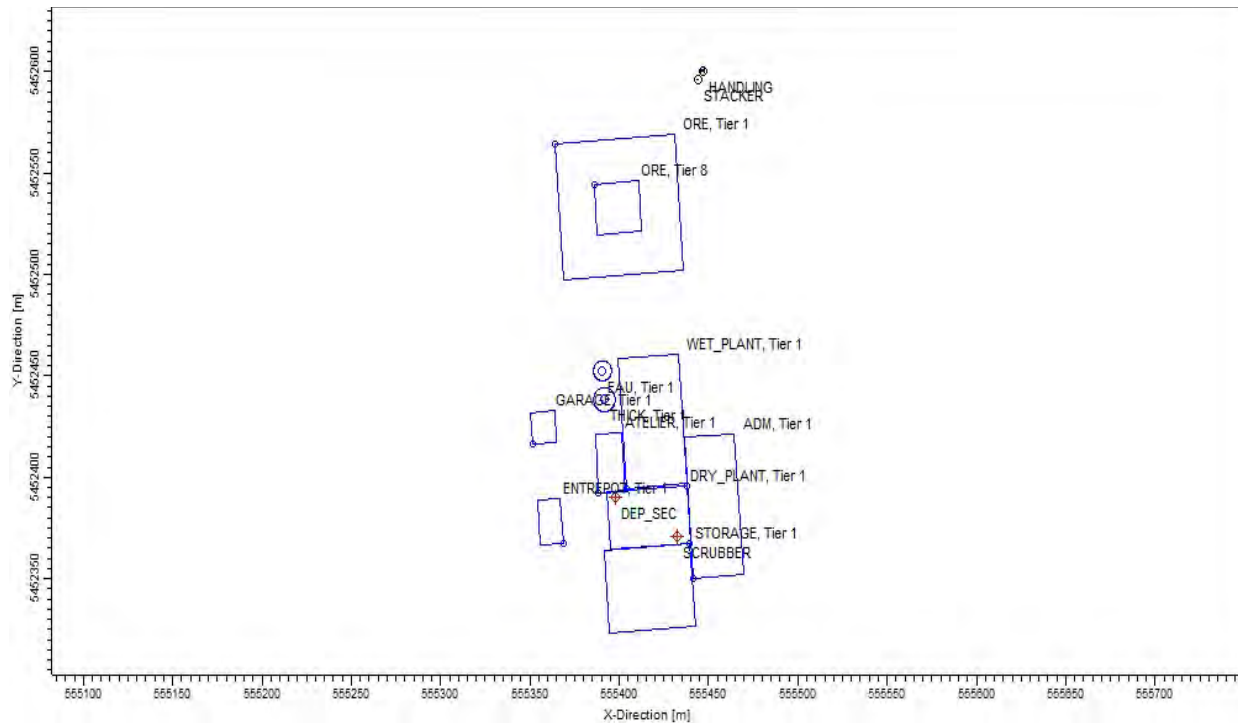 5452600
HANDLING
STACKER
ORE, Tier 1
5452550
ORE, Tier 8
5452500
Y-Direction [m]
WET_PLANT, Tier 1
5452450
EAU, Tier 1
GARAGE, Tier 1
THICK, Tier 1
ATELIER, Tier 1
ADM, Tier 1
5452400
DRY_PLANT, Tier 1
ENTREPOT, Tier 1
DEP_SEC
STORAGE, Tier 1
SCRUBBER
5452350
555100 555150 555200 555250 555300 555350 555400 555450 555500 555550 555600 555650 555700
X-Direction [m]